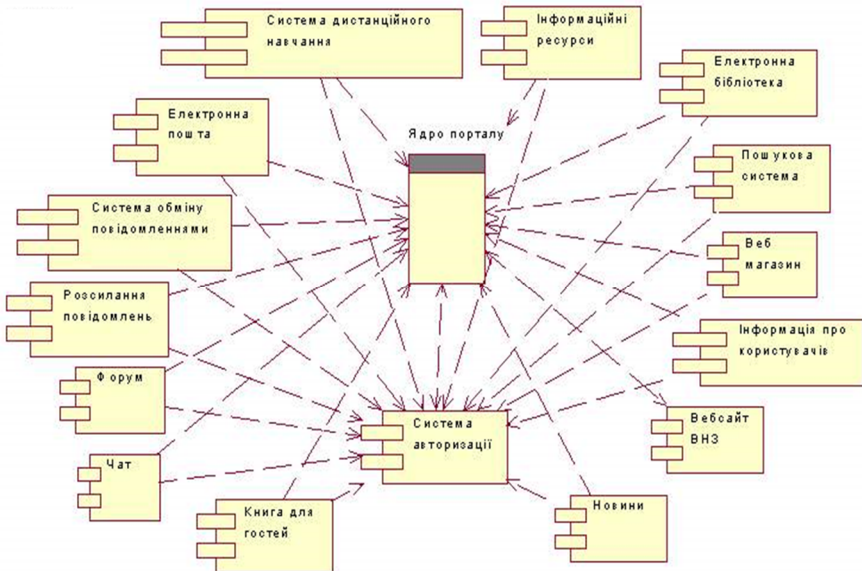 Система дистанційного
навчання
Інформаційні
ресурси
Електронна
бібліотека
Електронна
пошта
Ядро порталу
Пошукова
система
Система обміну
повідомленнями
Веб
магазин
Розсилання
повідомлень
Інформація про
користувачів
Форум
Система
авторизації
Вебсайт
ВНЗ
Чат
Книга для
гостей
Новини